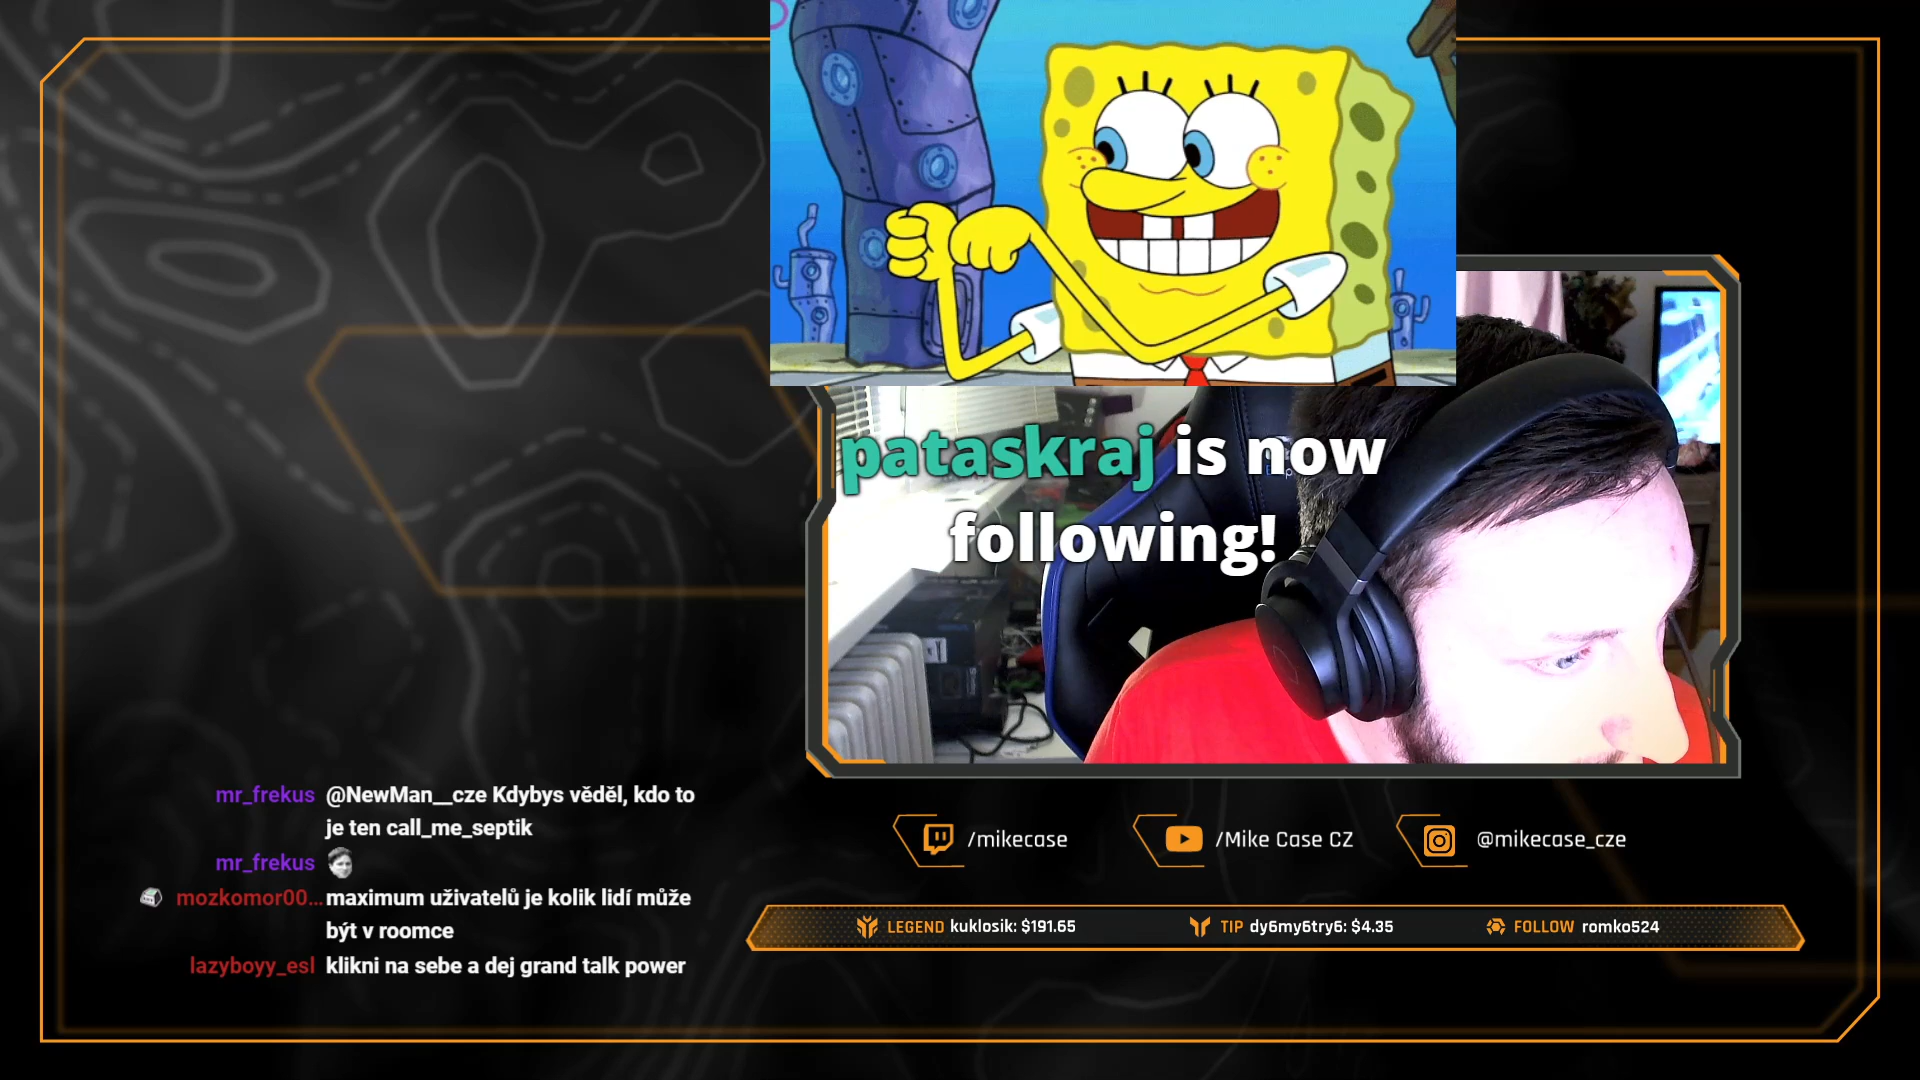 pataskraj is now
following!
mr_frekus @NewMan__cze Kdybys věděl, kdo to
je ten call_me_septik
mr_frekus
mozkomor00... maximum uživatelů je kolik lidí může
být v roomce
lazyboyy_esl klikni na sebe a dej grand talk power
/mikecase /Mike Case CZ @mikecase_cze
LEGEND kuklosik: $191.65 TIP dy6my6try6: $4.35 FOLLOW romko524